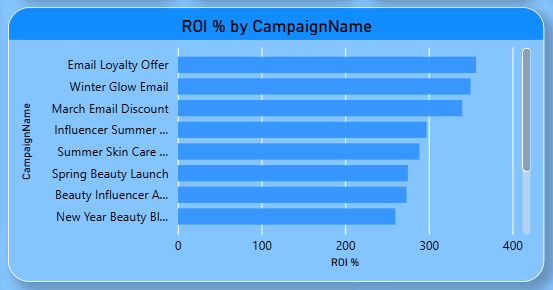 ROI % by CampaignName
CampaignName
Email Loyalty Offer
Winter Glow Email
March Email Discount
Influencer Summer ...
Summer Skin Care ...
Spring Beauty Launch
Beauty Influencer A...
New Year Beauty Bl...
0 100 200 300 400
ROI %